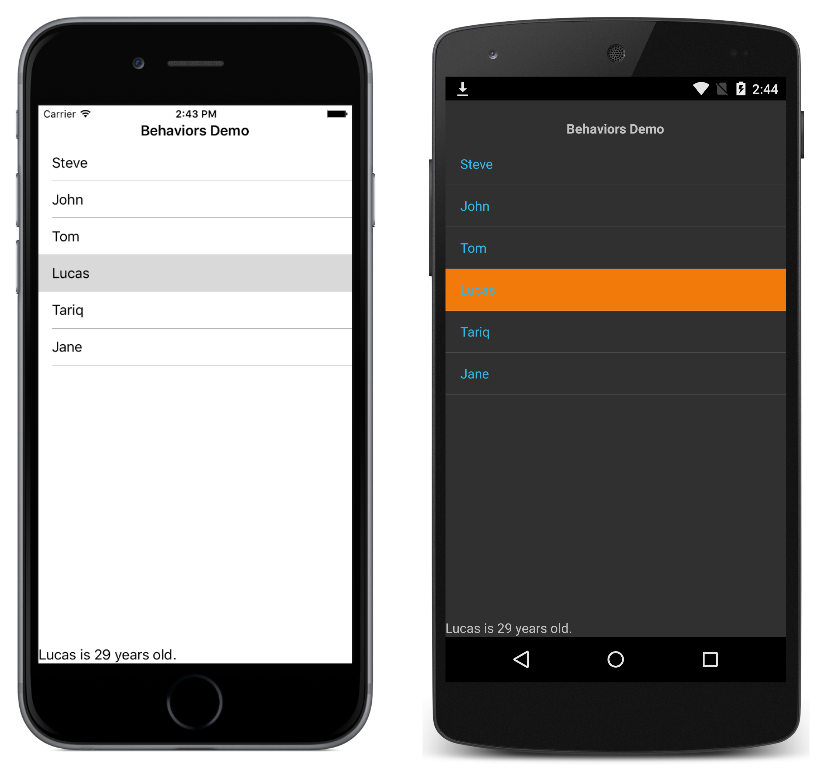 Carrier 2:43 PM
Behaviors Demo
Steve
John
Tom
Lucas
Tariq
Jane
Lucas is 29 years old.
2:44
Behaviors Demo
Steve
John
Tom
Lucas
Tariq
Jane
Lucas is 29 years old.